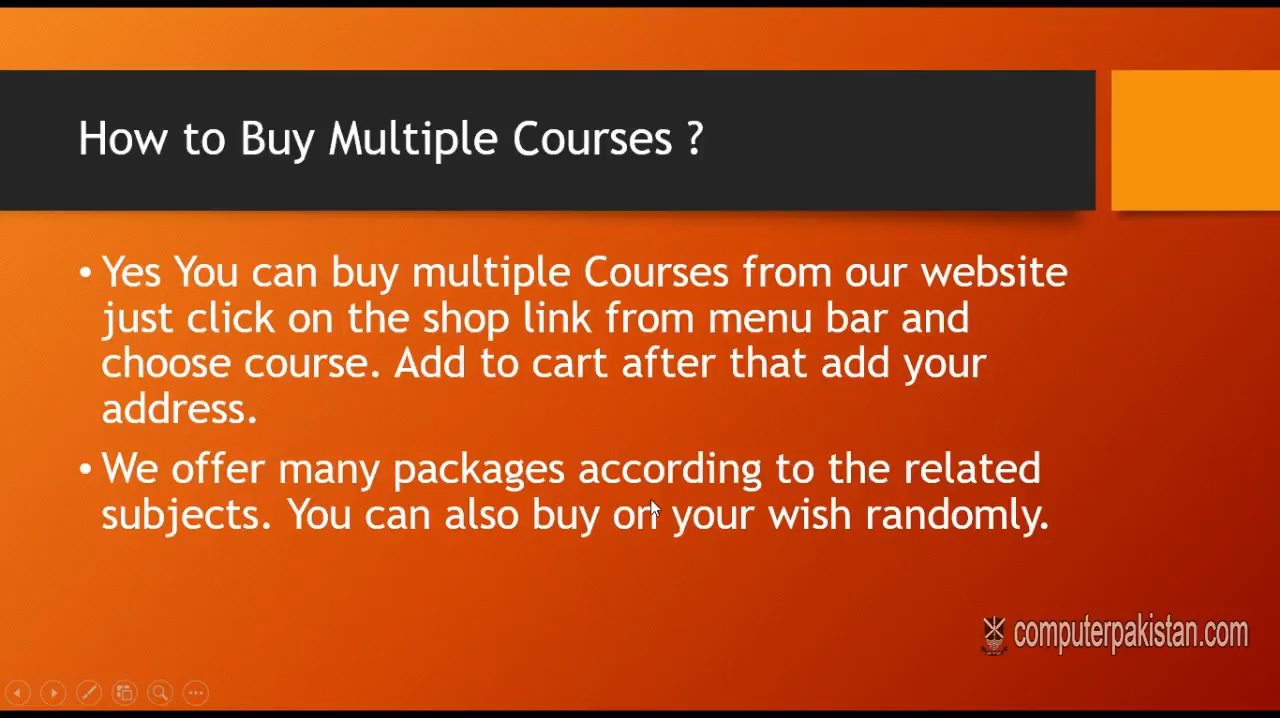 How to Buy Multiple Courses ?
• Yes You can buy multiple Courses from our website
just click on the shop link from menu bar and
choose course. Add to cart after that add your
address.
• We offer many packages according to the related
subjects. You can also buy on your wish randomly.
computerpakistan.com